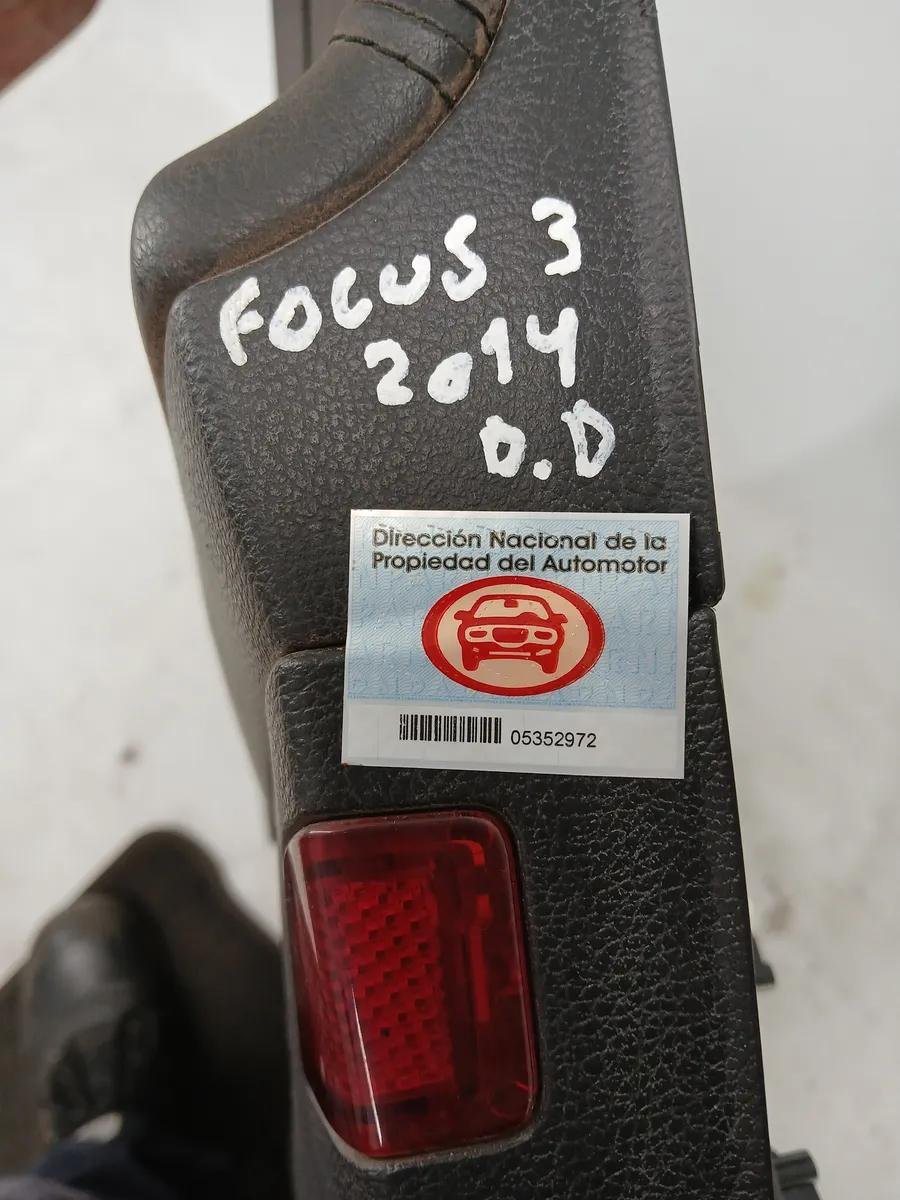 FOCUS 3
2014
D.D
Dirección Nacional de la
Propiedad del Automotor
05352972